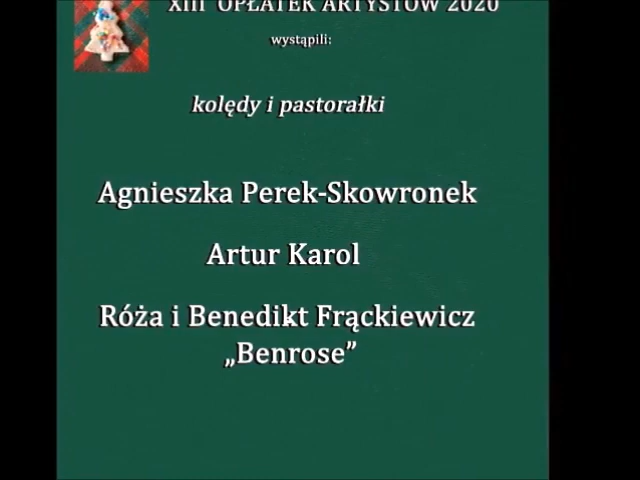 XIII OPŁATEK ARTYSTÓW 2020
wystąpili:
kolędy i pastorałki
Agnieszka Perek-Skowronek
Artur Karol
Róża i Benedikt Frąckiewicz
„Benrose”